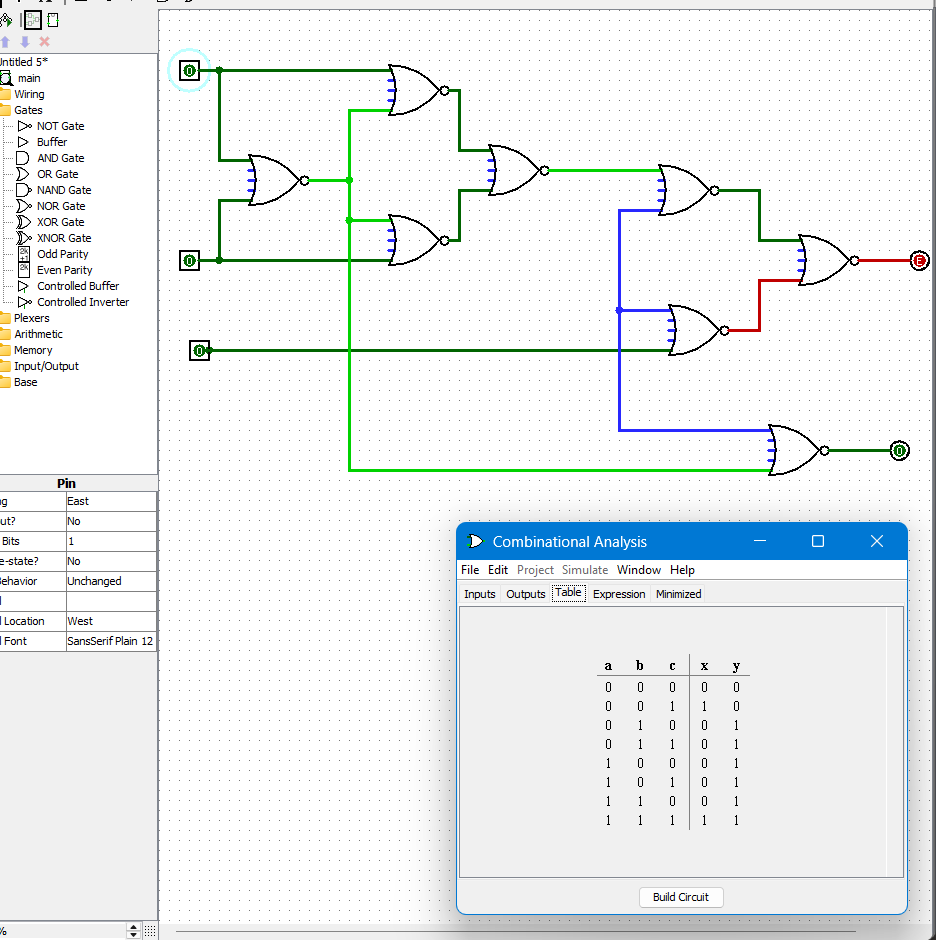 ntitled 5*
main
Wiring
Gates
NOT Gate
Buffer
AND Gate
OR Gate
NAND Gate
NOR Gate
XOR Gate
XNOR Gate
2k+1 Odd Parity
2k Even Parity
Controlled Buffer
Controlled Inverter
Plexers
Arithmetic
Memory
Input/Output
Base
Pin
g East
ut? No
Bits 1
e-state? No
Behavior Unchanged
l
l Location West
l Font SansSerif Plain 12
%
0
0
0
E
0
Combinational Analysis
File Edit Project Simulate Window Help
Inputs Outputs Table Expression Minimized
a b c x y
0 0 0 0 0
0 0 1 1 0
0 1 0 0 1
0 1 1 0 1
1 0 0 0 1
1 0 1 0 1
1 1 0 0 1
1 1 1 1 1
Build Circuit